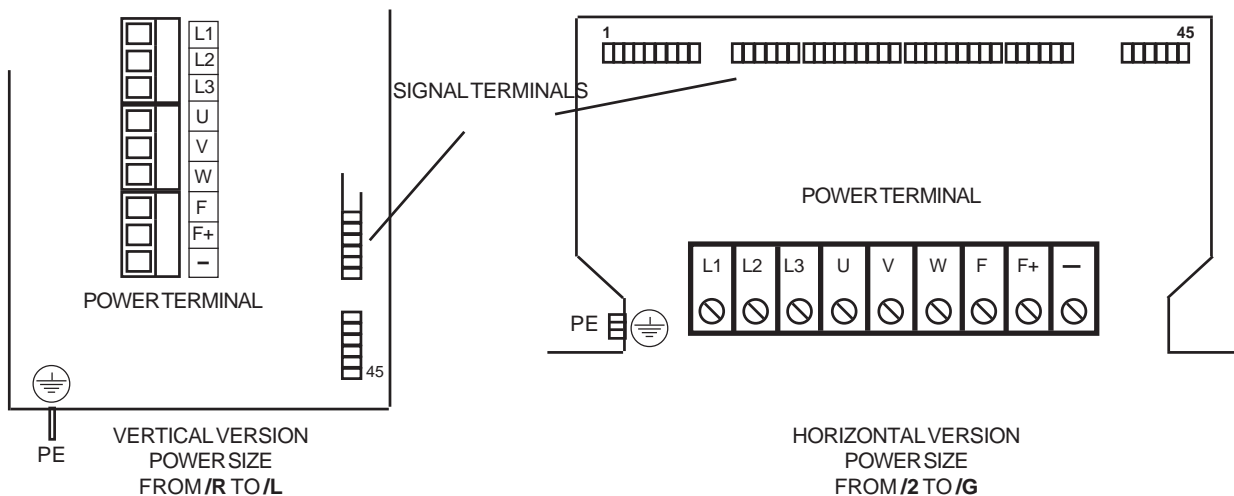 L1
L2
L3
U
V
W
F
F+
–
POWER TERMINAL
45
PE
VERTICAL VERSION
POWER SIZE
FROM /R TO /L
SIGNAL TERMINALS
1
45
POWER TERMINAL
L1 L2 L3 U V W F F+ —
PE
HORIZONTAL VERSION
POWER SIZE
FROM /2 TO /G